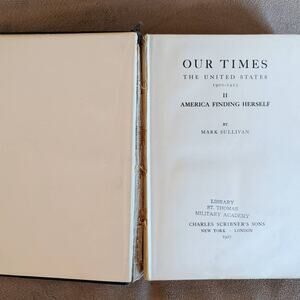 OUR TIMES
THE UNITED STATES
1900-1925
II
AMERICA FINDING HERSELF
BY
MARK SULLIVAN
LIBRARY
ST. THOMAS
MILITARY ACADEMY
CHARLES SCRIBNER'S SONS
NEW YORK · LONDON
1927